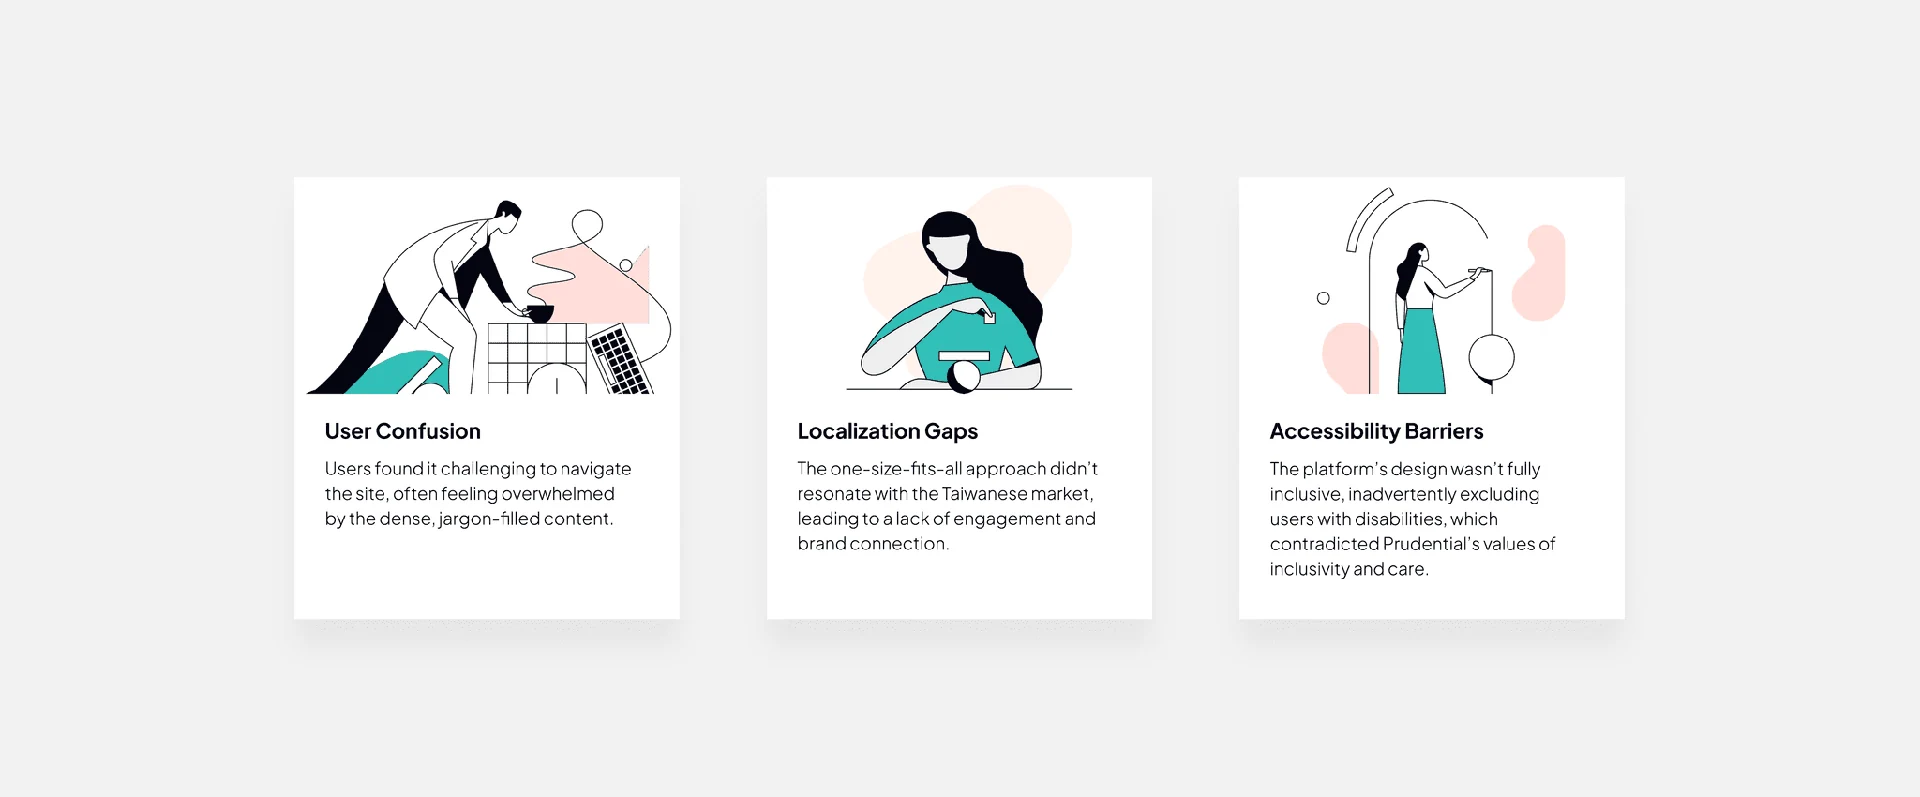 User Confusion
Users found it challenging to navigate
the site, often feeling overwhelmed
by the dense, jargon-filled content.
Localization Gaps
The one-size-fits-all approach didn’t
resonate with the Taiwanese market,
leading to a lack of engagement and
brand connection.
Accessibility Barriers
The platform’s design wasn’t fully
inclusive, inadvertently excluding
users with disabilities, which
contradicted Prudential’s values of
inclusivity and care.